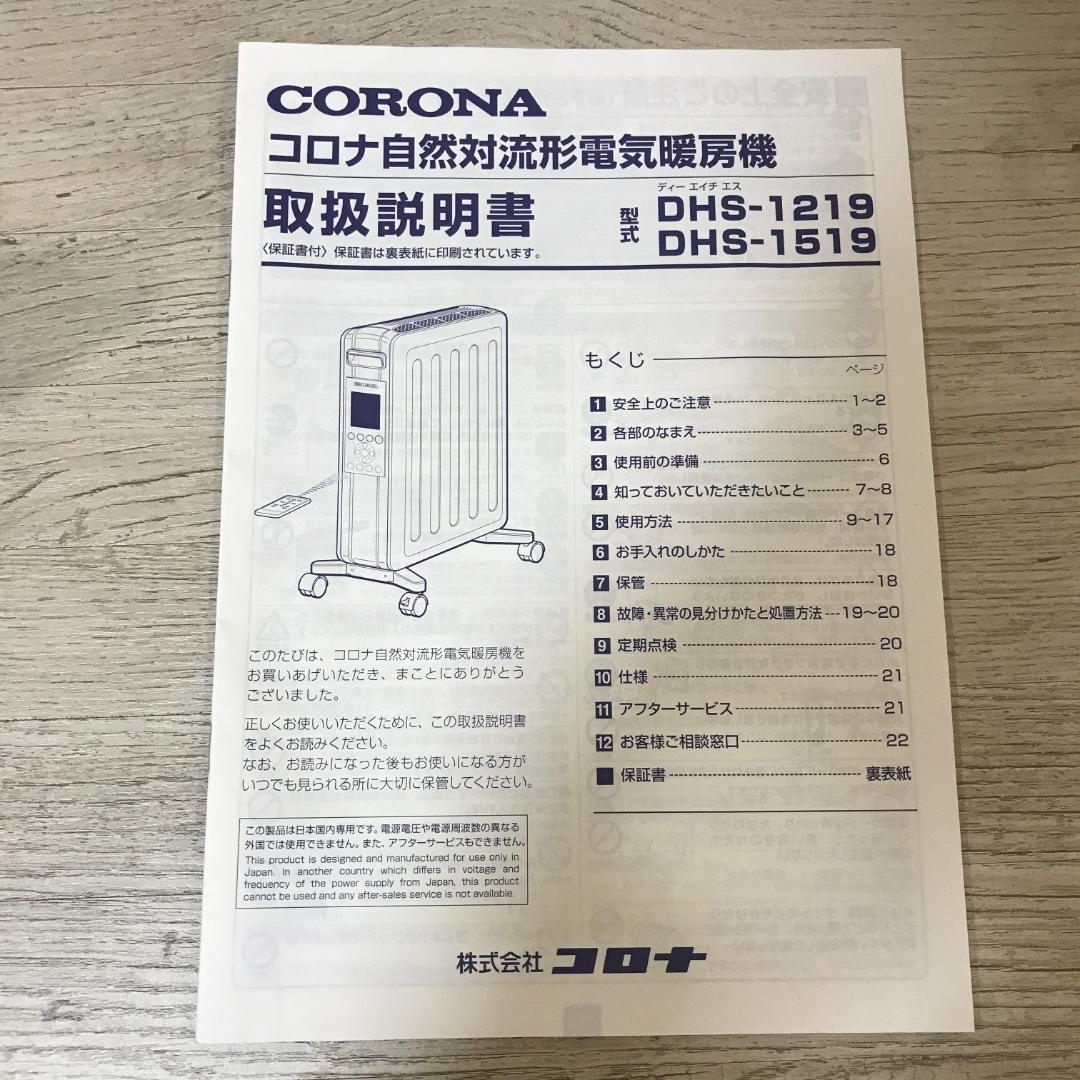 CORONA
コロナ自然対流形電気暖房機
取扱説明書
〈保証書付〉保証書は裏表紙に印刷されています。
型式
ディー エイチ エス
DHS-1219
DHS-1519
もくじ
ページ
1 安全上のご注意 1〜2
2 各部のなまえ 3〜5
3 使用前の準備 6
4 知っておいていただきたいこと 7〜8
5 使用方法 9〜17
6 お手入れのしかた 18
7 保管 18
8 故障・異常の見分けかたと処置方法 19〜20
9 定期点検 20
10 仕様 21
11 アフターサービス 21
12 お客様ご相談窓口 22
■ 保証書 裏表紙
このたびは、コロナ自然対流形電気暖房機を
お買いあげいただき、まことにありがとう
ございました。
正しくお使いいただくために、この取扱説明書
をよくお読みください。
なお、お読みになった後もお使いになる方が
いつでも見られる所に大切に保管してください。
この製品は日本国内専用です。電源電圧や電源周波数の異なる
外国では使用できません。また、アフターサービスもできません。
This product is designed and manufactured for use only in
Japan. In another country which differs in voltage and
frequency of the power supply from Japan, this product
cannot be used and any after-sales service is not available.
株式会社 コロナ